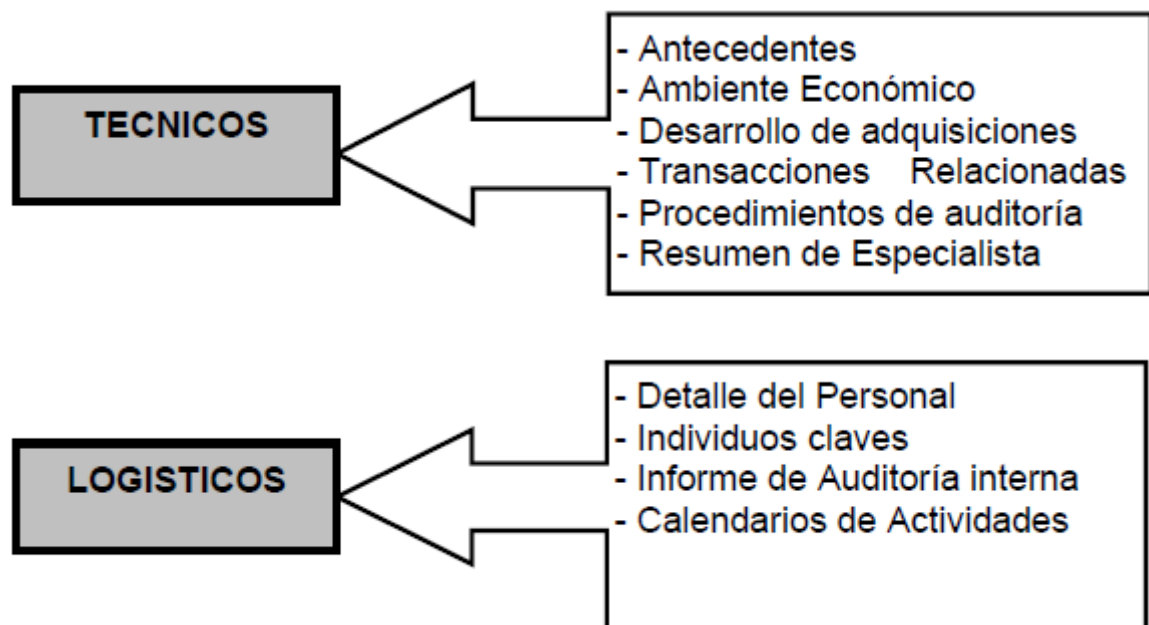 TECNICOS
- Antecedentes
- Ambiente Económico
- Desarrollo de adquisiciones
- Transacciones Relacionadas
- Procedimientos de auditoría
- Resumen de Especialista
LOGISTICOS
- Detalle del Personal
- Individuos claves
- Informe de Auditoría interna
- Calendarios de Actividades